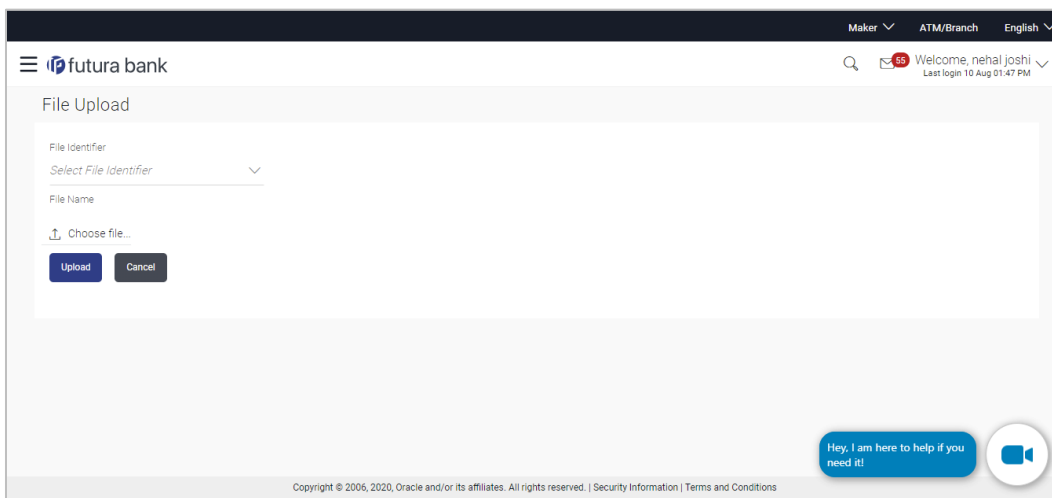 Maker ATM/Branch English
futura bank
55 Welcome, nehal joshi
Last login 10 Aug 01:47 PM
File Upload
File Identifier
Select File Identifier
File Name
Choose file...
Upload Cancel
Hey, I am here to help if you
need it!
Copyright © 2006, 2020, Oracle and/or its affiliates. All rights reserved. | Security Information | Terms and Conditions